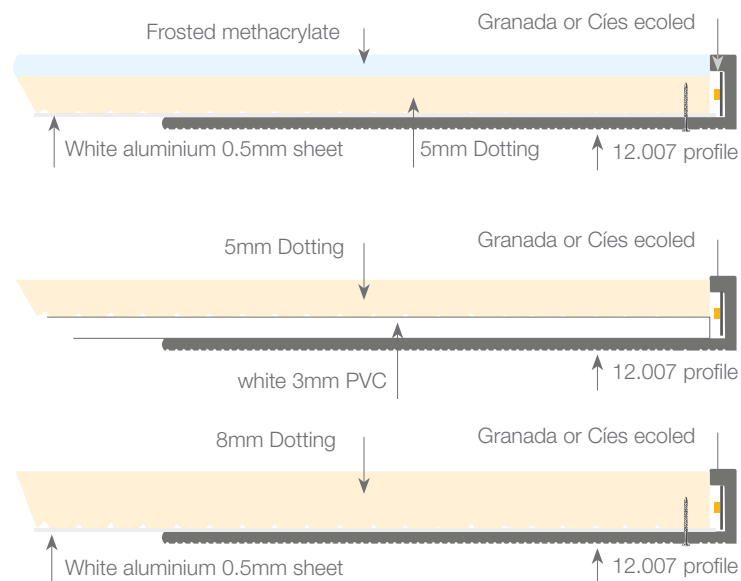 Frosted methacrylate
Granada or Cíes ecoled
White aluminium 0.5mm sheet
5mm Dotting
12.007 profile
5mm Dotting
Granada or Cíes ecoled
white 3mm PVC
12.007 profile
8mm Dotting
Granada or Cíes ecoled
White aluminium 0.5mm sheet
12.007 profile